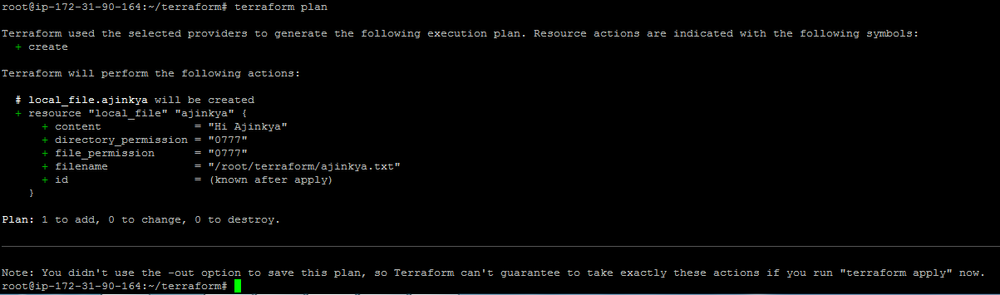 root@ip-172-31-90-164:~/terraform# terraform plan
Terraform used the selected providers to generate the following execution plan. Resource actions are indicated with the following symbols:
  + create
Terraform will perform the following actions:
  # local_file.ajinkya will be created
  + resource "local_file" "ajinkya" {
      + content              = "Hi Ajinkya"
      + directory_permission = "0777"
      + file_permission      = "0777"
      + filename             = "/root/terraform/ajinkya.txt"
      + id                   = (known after apply)
    }
Plan: 1 to add, 0 to change, 0 to destroy.
Note: You didn't use the -out option to save this plan, so Terraform can't guarantee to take exactly these actions if you run "terraform apply" now.
root@ip-172-31-90-164:~/terraform#